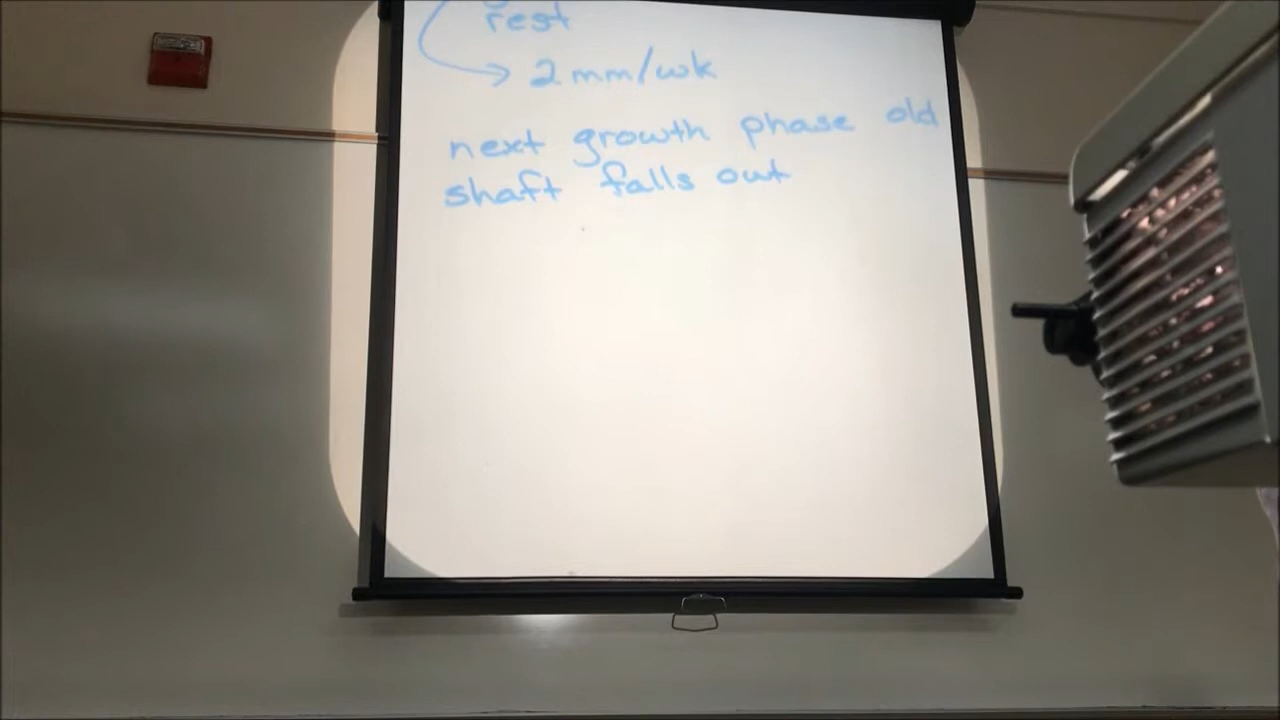 rest
→ 2mm/wk
next growth phase old
shaft falls out